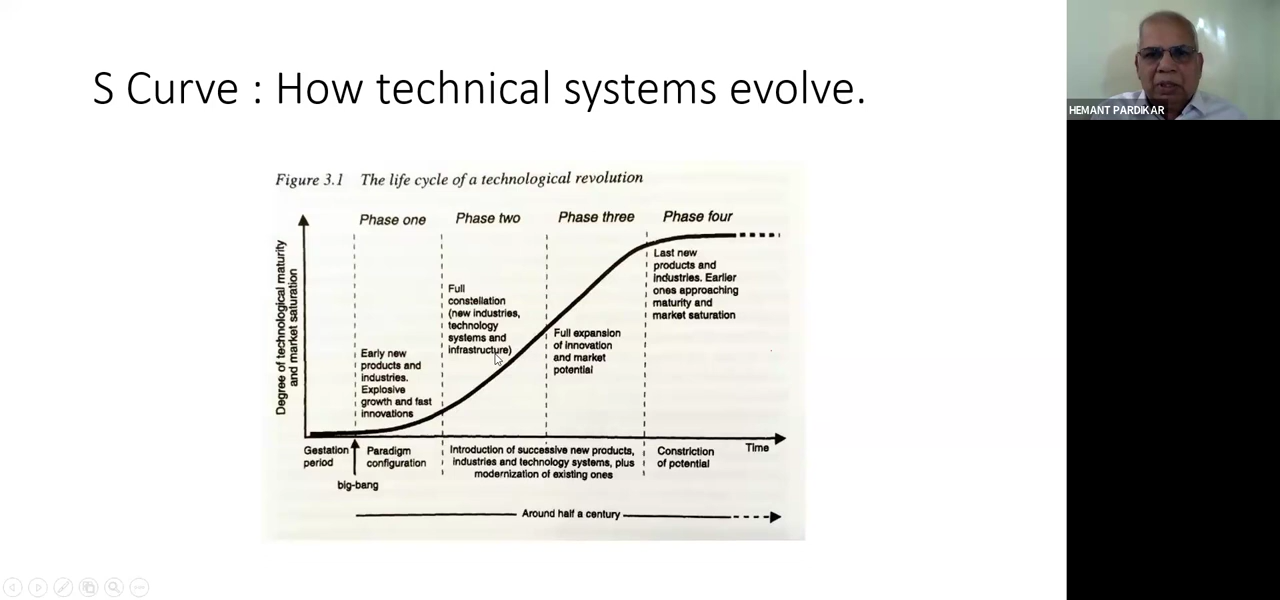 S Curve : How technical systems evolve.
HEMANT PARDIKAR
Figure 3.1 The life cycle of a technological revolution
Phase one
Phase two
Phase three
Phase four
Degree of technological maturity
and market saturation
Early new
products and
industries.
Explosive
growth and fast
innovations
Full
constellation
(new industries,
technology
systems and
infrastructure)
Full expansion
of innovation
and market
potential
Last new
products and
industries. Earlier
ones approaching
maturity and
market saturation
Gestation
period
big-bang
Paradigm
configuration
Introduction of successive new products,
industries and technology systems, plus
modernization of existing ones
Constriction
of potential
Time
Around half a century